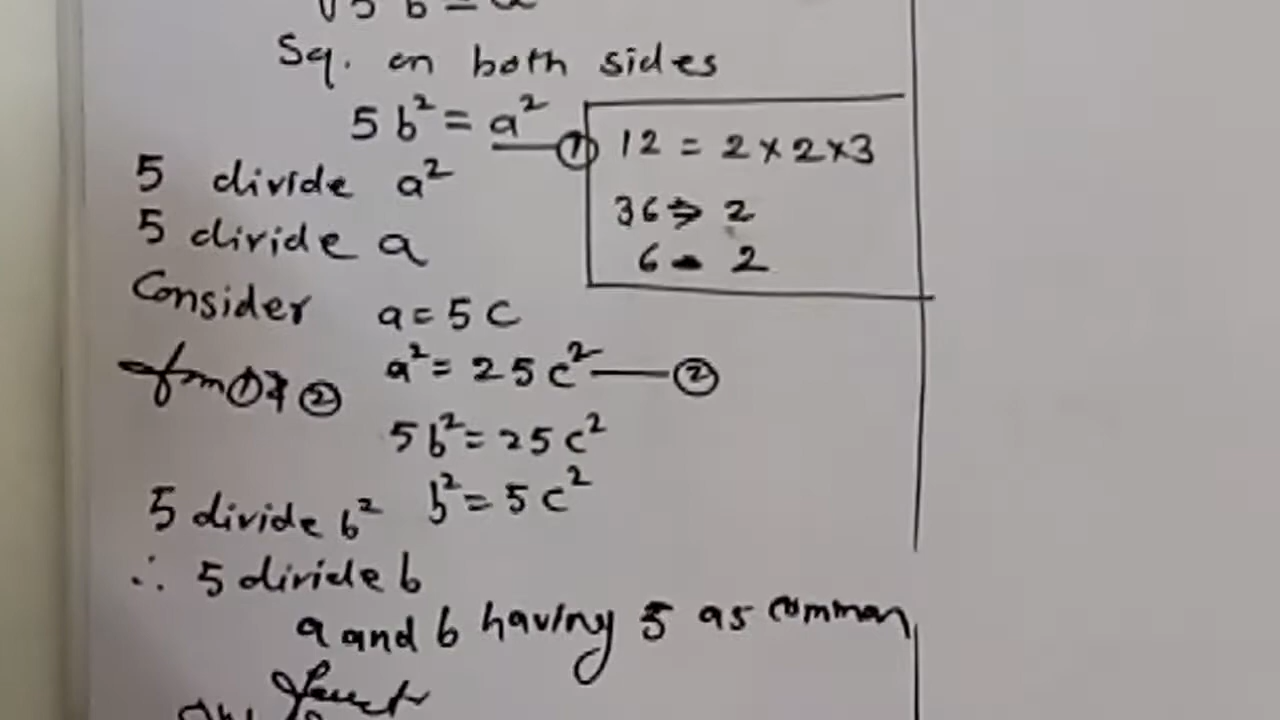 √5 b = a
Sq. on both sides
5b² = a² ——①
5 divide a²
5 divide a
12 = 2×2×3
36 ⇒ 2
6 - 2
Consider a = 5c
a² = 25c² ——②
from ① & ②
5b² = 25c²
5 divide b² b² = 5c²
∴ 5 divide b
a and b having 5 as common